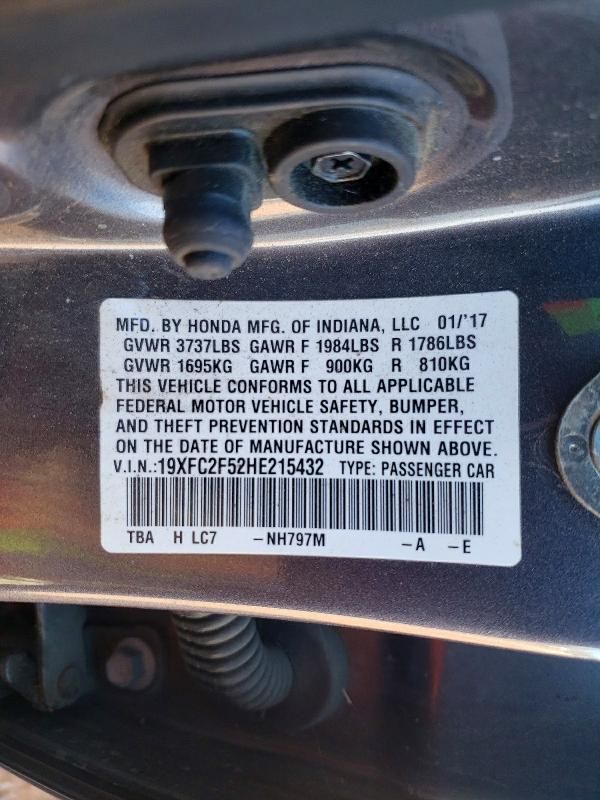 MFD. BY HONDA MFG. OF INDIANA, LLC 01/'17
GVWR 3737LBS GAWR F 1984LBS R 1786LBS
GVWR 1695KG GAWR F 900KG R 810KG
THIS VEHICLE CONFORMS TO ALL APPLICABLE
FEDERAL MOTOR VEHICLE SAFETY, BUMPER,
AND THEFT PREVENTION STANDARDS IN EFFECT
ON THE DATE OF MANUFACTURE SHOWN ABOVE.
V.I.N.:19XFC2F52HE215432 TYPE: PASSENGER CAR
TBA H LC7 -NH797M -A -E